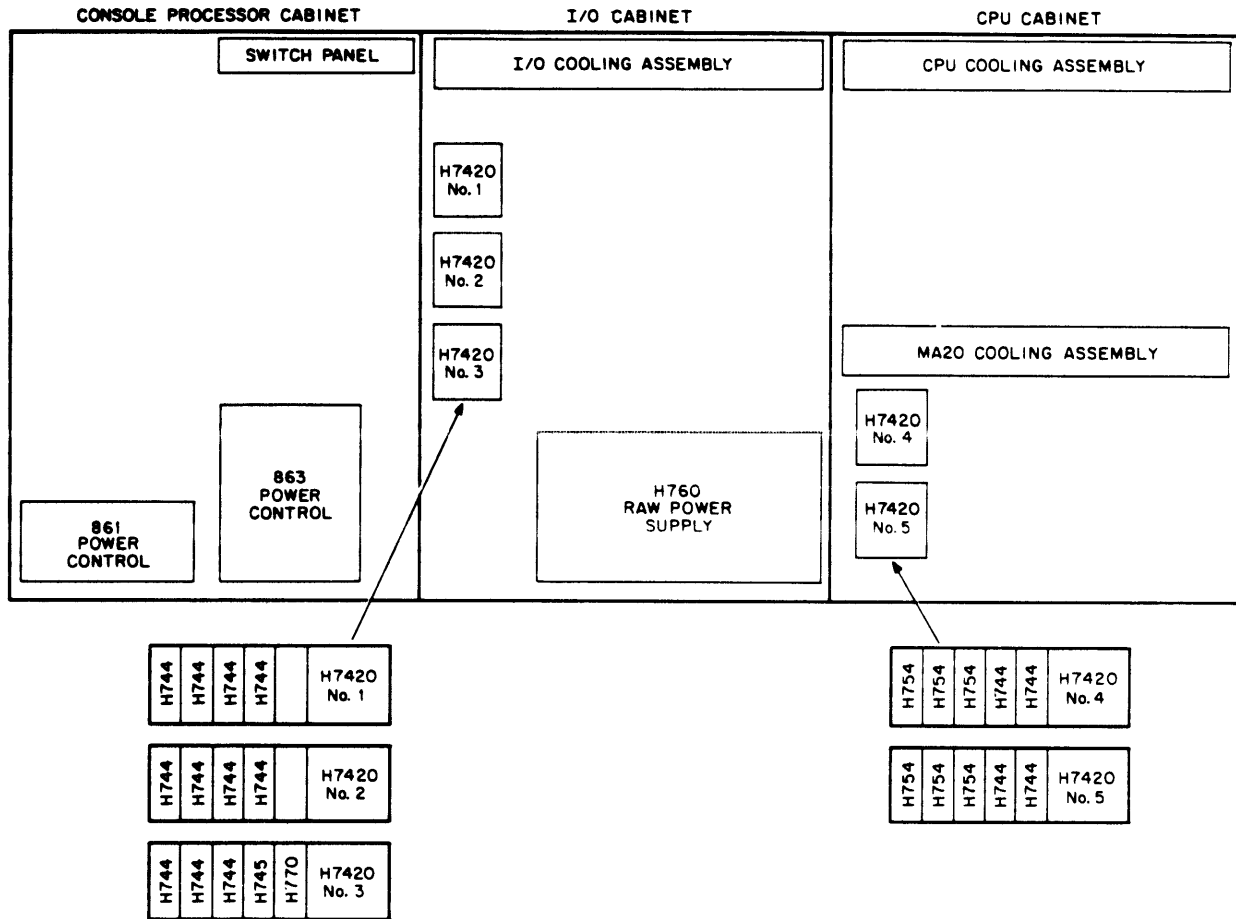 CONSOLE PROCESSOR CABINET
I/O CABINET
CPU CABINET
SWITCH PANEL
I/O COOLING ASSEMBLY
CPU COOLING ASSEMBLY
H7420
No. 1
H7420
No. 2
H7420
No. 3
MA20 COOLING ASSEMBLY
H7420
No. 4
H7420
No. 5
863
POWER
CONTROL
861
POWER
CONTROL
H760
RAW POWER
SUPPLY
H744
H744
H744
H744
H7420
No. 1
H744
H744
H744
H744
H7420
No. 2
H744
H744
H744
H745
H770
H7420
No. 3
H754
H754
H754
H744
H744
H7420
No. 4
H754
H754
H754
H744
H744
H7420
No. 5